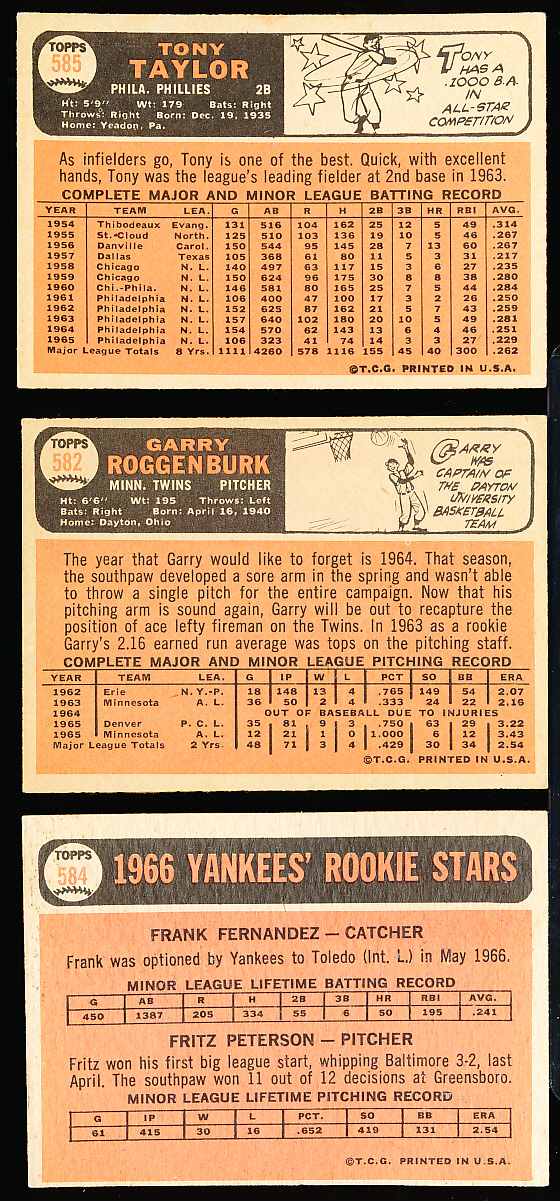 TOPPS
585
TONY
TAYLOR
PHILA. PHILLIES 2B
Ht: 5'9" Wt: 179 Bats: Right
Throws: Right Born: Dec. 19, 1935
Home: Yeadon, Pa.
TONY
HAS A
.1000 B.A.
IN
ALL-STAR
COMPETITION
As infielders go, Tony is one of the best. Quick, with excellent
hands, Tony was the league's leading fielder at 2nd base in 1963.
COMPLETE MAJOR AND MINOR LEAGUE BATTING RECORD
YEAR TEAM LEA. G AB R H 2B 3B HR RBI AVG.
1954 Thibodeaux Evang. 131 516 104 162 25 12 5 49 .314
1955 St. Cloud North. 125 510 103 136 19 10 5 46 .267
1956 Danville Carol. 150 544 95 145 28 7 13 60 .267
1957 Dallas Texas 105 368 61 80 11 5 3 31 .217
1958 Chicago N. L. 140 497 63 117 15 3 6 27 .235
1959 Chicago N. L. 150 624 96 175 30 8 8 38 .280
1960 Chi.-Phila. N. L. 146 581 80 165 25 7 5 44 .284
1961 Philadelphia N. L. 106 400 47 100 17 3 2 26 .250
1962 Philadelphia N. L. 152 625 87 162 21 5 7 43 .259
1963 Philadelphia N. L. 157 640 102 180 20 10 5 49 .281
1964 Philadelphia N. L. 154 570 62 143 13 6 4 46 .251
1965 Philadelphia N. L. 106 323 41 74 14 3 3 27 .229
Major League Totals 8 Yrs. 1111 4260 578 1116 155 45 40 300 .262
©T.C.G. PRINTED IN U.S.A.
TOPPS
582
GARRY
ROGGENBURK
MINN. TWINS PITCHER
Ht: 6'6" Wt: 195 Throws: Left
Bats: Right Born: April 16, 1940
Home: Dayton, Ohio
GARRY
WAS
CAPTAIN OF
THE DAYTON
UNIVERSITY
BASKETBALL
TEAM
The year that Garry would like to forget is 1964. That season,
the southpaw developed a sore arm in the spring and wasn't able
to throw a single pitch for the entire campaign. Now that his
pitching arm is sound again, Garry will be out to recapture the
position of ace lefty fireman on the Twins. In 1963 as a rookie
Garry's 2.16 earned run average was tops on the pitching staff.
COMPLETE MAJOR AND MINOR LEAGUE PITCHING RECORD
YEAR TEAM LEA. G IP W L PCT SO BB ERA
1962 Erie N.Y.-P. 18 148 13 4 .765 149 54 2.07
1963 Minnesota A. L. 36 50 2 4 .333 24 22 2.16
1964 OUT OF BASEBALL DUE TO INJURIES
1965 Denver P. C. L. 35 81 9 3 .750 63 29 3.22
1965 Minnesota A. L. 12 21 1 0 1.000 6 12 3.43
Major League Totals 2 Yrs. 48 71 3 4 .429 30 34 2.54
©T.C.G. PRINTED IN U.S.A.
TOPPS
584
1966 YANKEES' ROOKIE STARS
FRANK FERNANDEZ — CATCHER
Frank was optioned by Yankees to Toledo (Int. L.) in May 1966.
MINOR LEAGUE LIFETIME BATTING RECORD
G AB R H 2B 3B HR RBI AVG.
450 1387 205 334 55 6 50 195 .241
FRITZ PETERSON — PITCHER
Fritz won his first big league start, whipping Baltimore 3-2, last
April. The southpaw won 11 out of 12 decisions at Greensboro.
MINOR LEAGUE LIFETIME PITCHING RECORD
G IP W L PCT. SO BB ERA
61 415 30 16 .652 419 131 2.54
©T.C.G. PRINTED IN U.S.A.